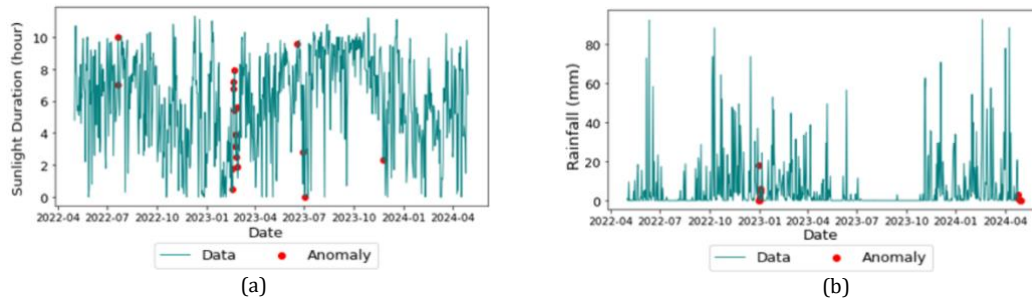 Sunlight Duration (hour)
10
8
6
4
2
0
2022-04 2022-07 2022-10 2023-01 2023-04 2023-07 2023-10 2024-01 2024-04
Date
Data Anomaly
(a)
Rainfall (mm)
80
60
40
20
0
2022-04 2022-07 2022-10 2023-01 2023-04 2023-07 2023-10 2024-01 2024-04
Date
Data Anomaly
(b)